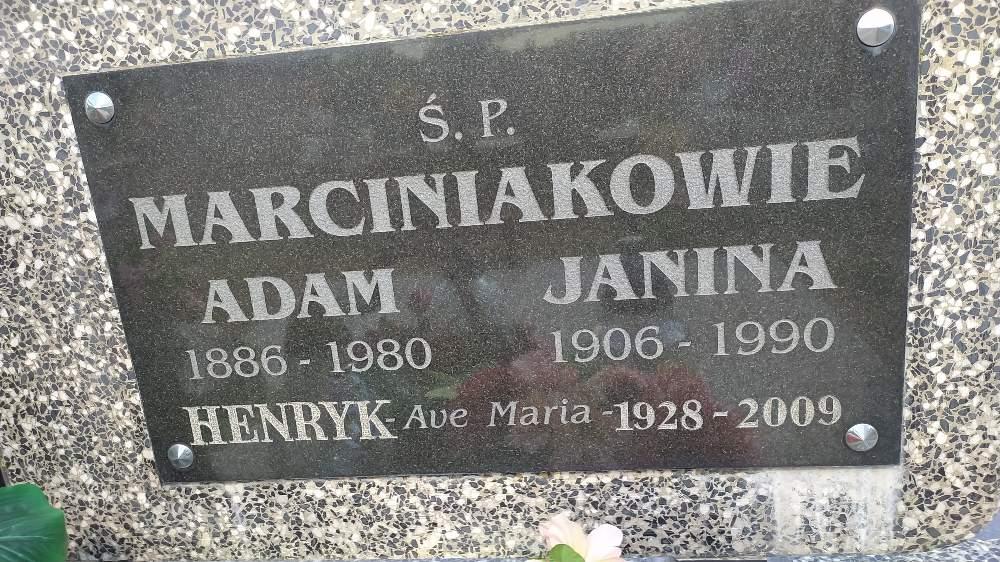 Ś. P.
MARCINIAKOWIE
ADAM JANINA
1886 - 1980 1906 - 1990
HENRYK - Ave Maria - 1928 - 2009